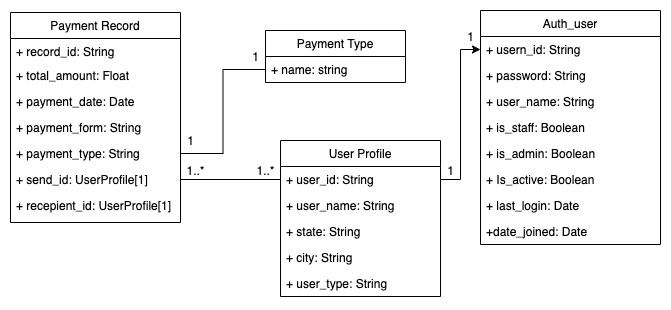 Payment Record
+ record_id: String
+ total_amount: Float
+ payment_date: Date
+ payment_form: String
+ payment_type: String
+ send_id: UserProfile[1]
+ recepient_id: UserProfile[1]
1
1
Payment Type
+ name: string
1..*
1..*
User Profile
+ user_id: String
+ user_name: String
+ state: String
+ city: String
+ user_type: String
1
1
Auth_user
+ usern_id: String
+ password: String
+ user_name: String
+ is_staff: Boolean
+ is_admin: Boolean
+ Is_active: Boolean
+ last_login: Date
+date_joined: Date